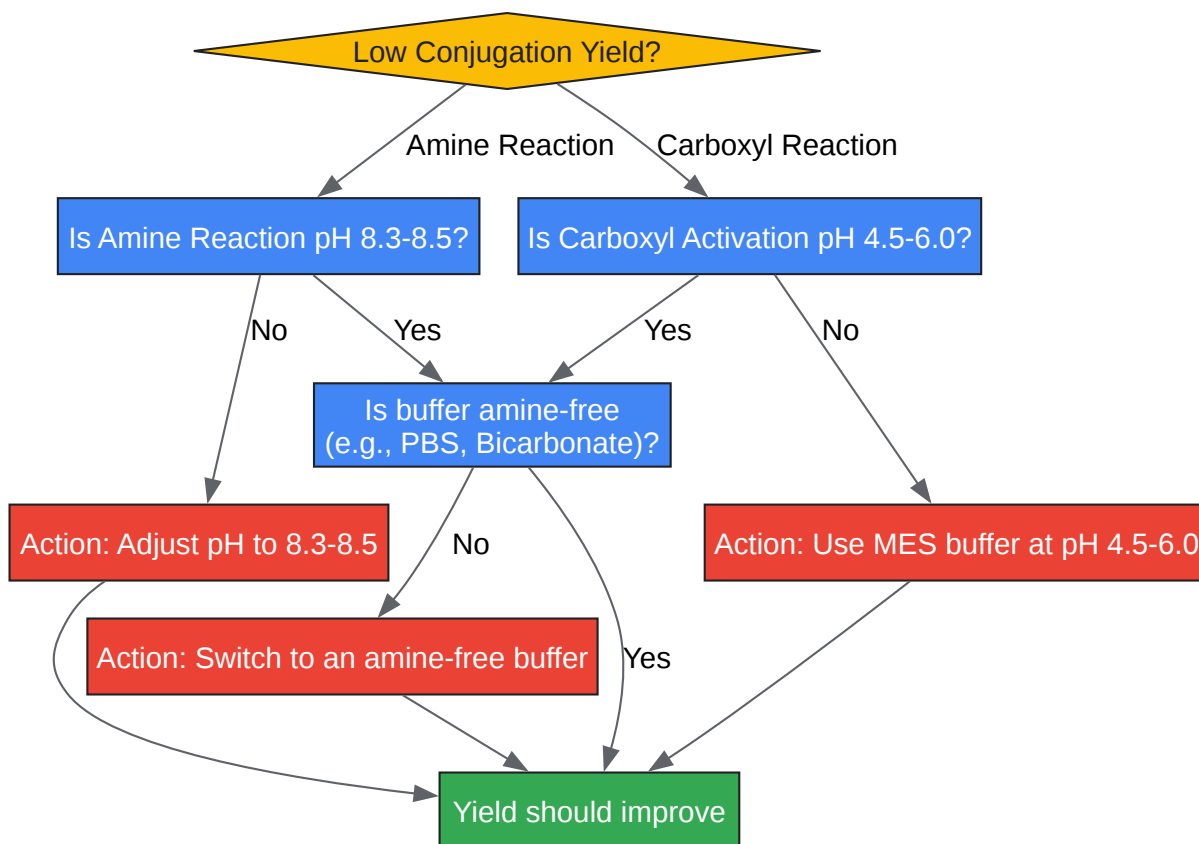 Low Conjugation Yield?
Amine Reaction
Carboxyl Reaction
Is Amine Reaction pH 8.3-8.5?
Is Carboxyl Activation pH 4.5-6.0?
No
Yes
Yes
No
Is buffer amine-free
(e.g., PBS, Bicarbonate)?
Action: Adjust pH to 8.3-8.5
No
Action: Use MES buffer at pH 4.5-6.0
Action: Switch to an amine-free buffer
Yes
Yield should improve